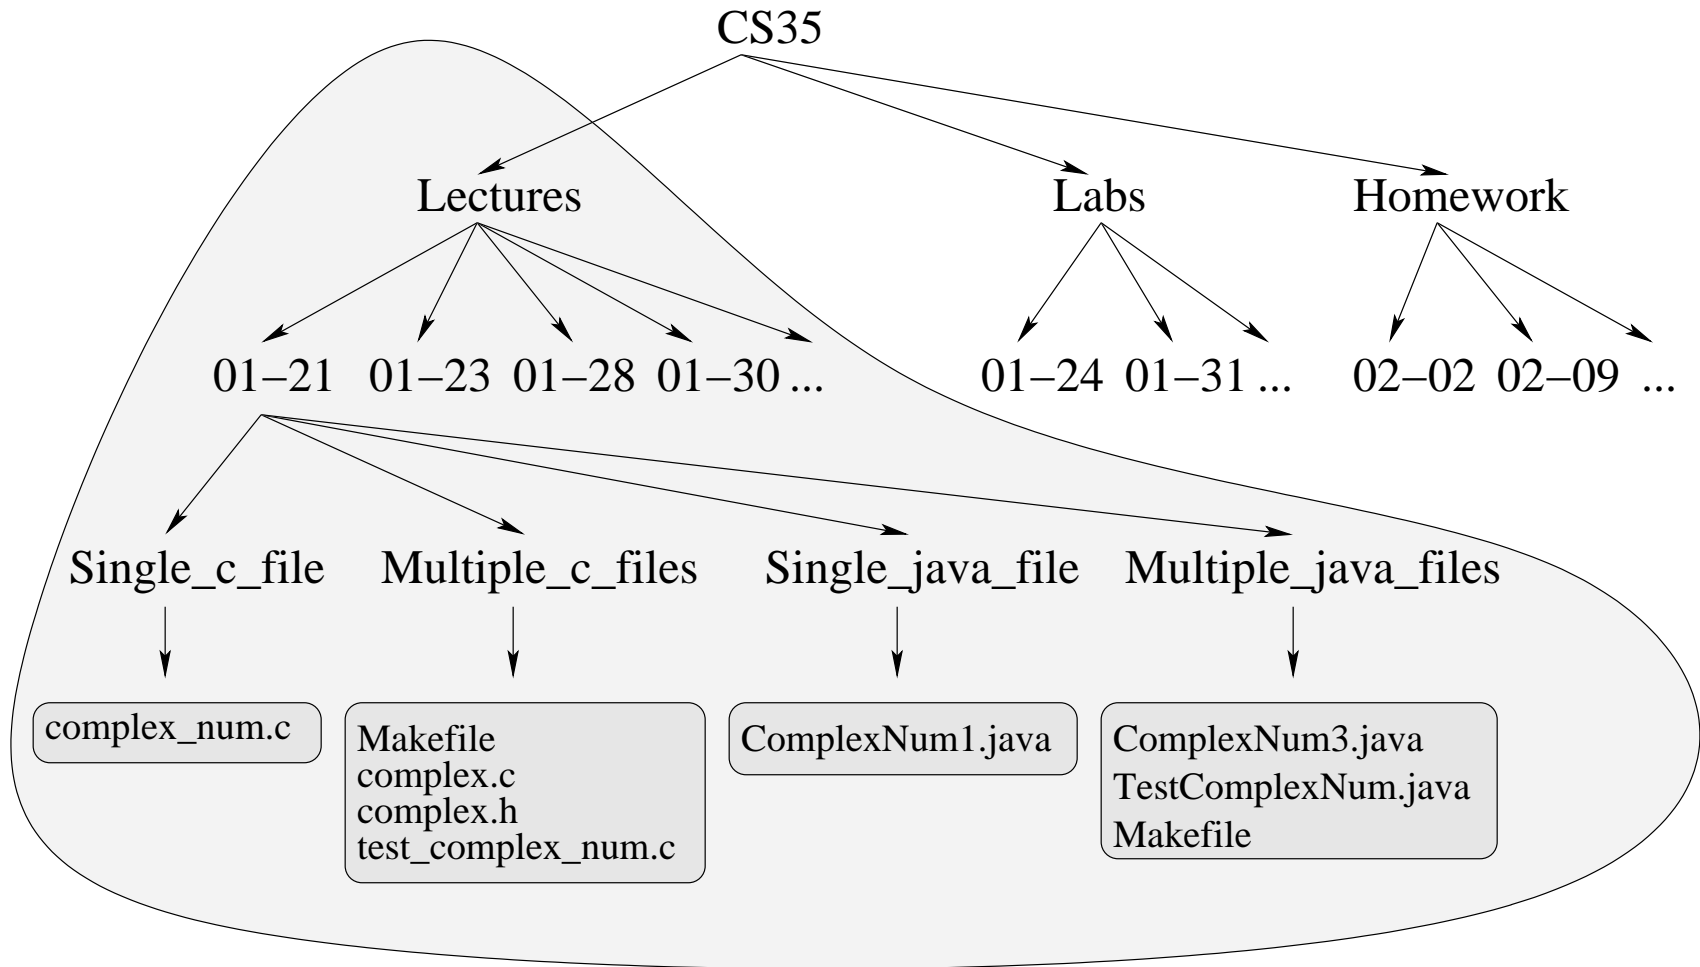 CS35
Lectures Labs Homework
01–21 01–23 01–28 01–30 ... 01–24 01–31 ... 02–02 02–09 ...
Single_c_file Multiple_c_files Single_java_file Multiple_java_files
complex_num.c
Makefile
complex.c
complex.h
test_complex_num.c
ComplexNum1.java
ComplexNum3.java
TestComplexNum.java
Makefile